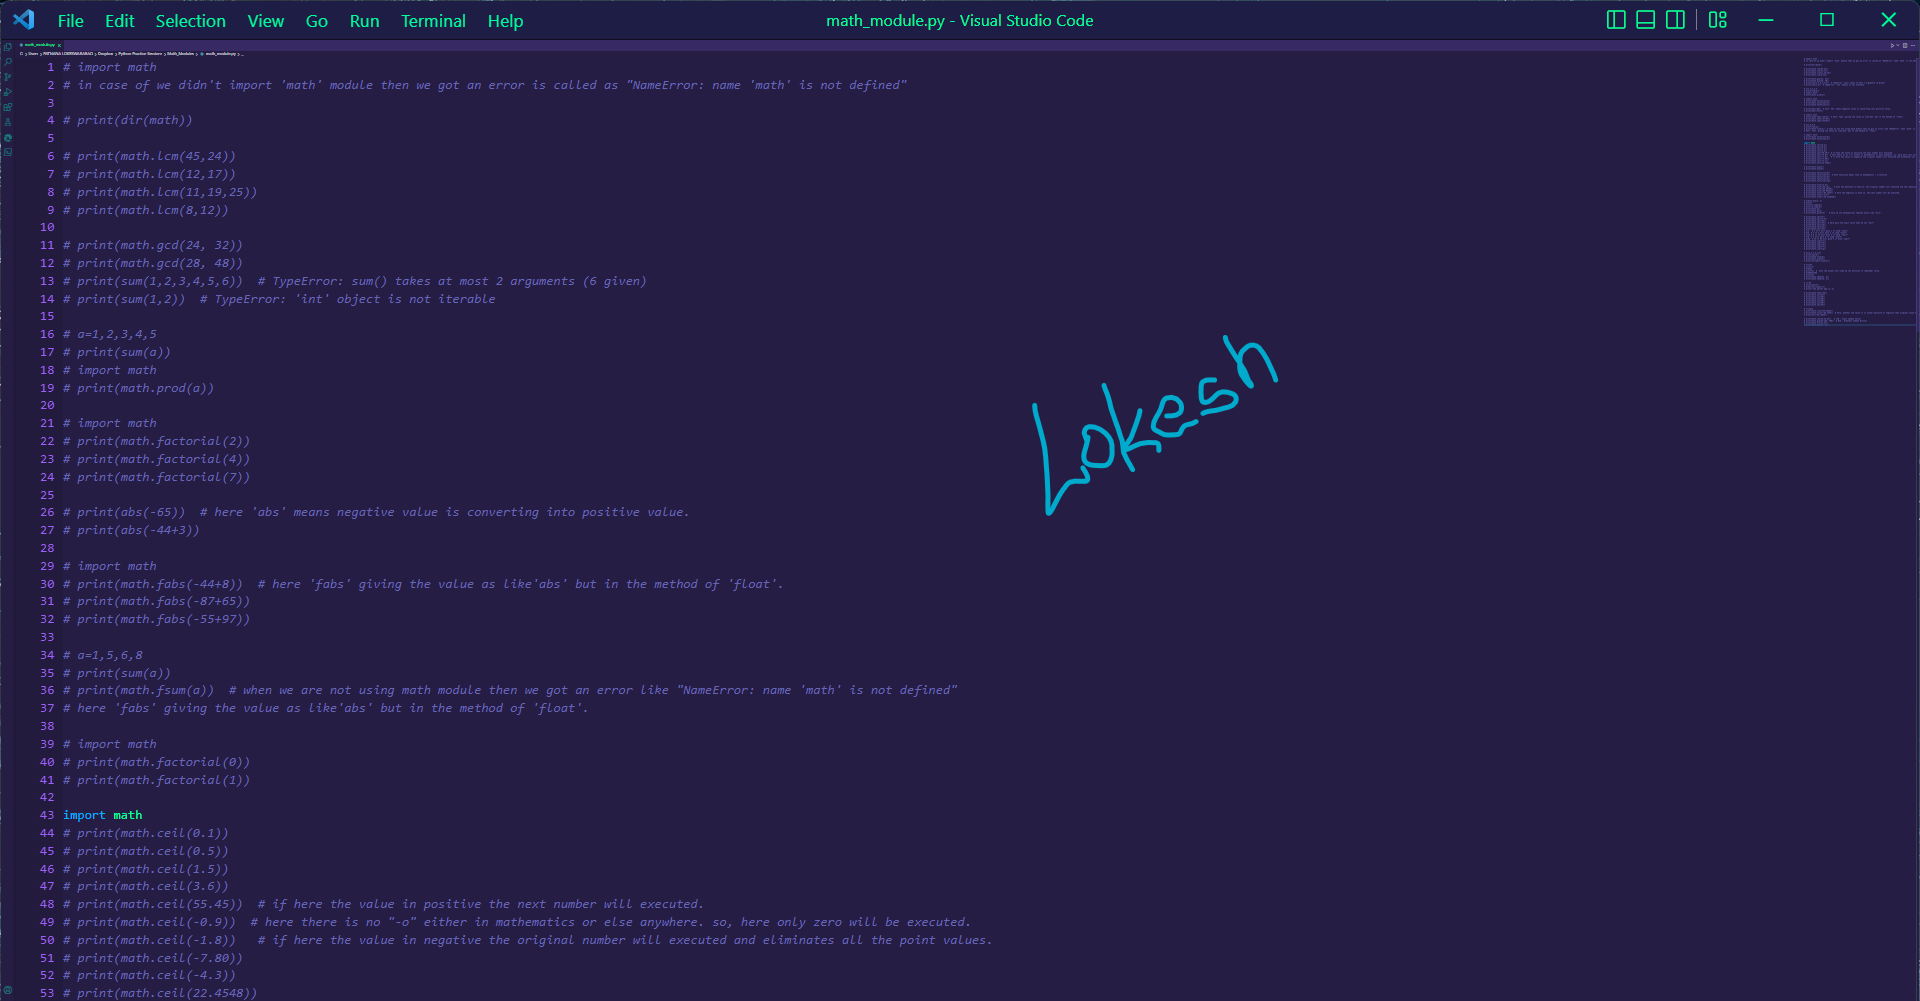 File Edit Selection View Go Run Terminal Help math_module.py - Visual Studio Code
math_module.py
1 # import math
2 # in case of we didn't import 'math' module then we got an error is called as "NameError: name 'math' is not defined"
3
4 # print(dir(math))
5
6 # print(math.lcm(45,24))
7 # print(math.lcm(12,17))
8 # print(math.lcm(11,19,25))
9 # print(math.lcm(8,12))
10
11 # print(math.gcd(24, 32))
12 # print(math.gcd(28, 48))
13 # print(sum(1,2,3,4,5,6))  # TypeError: sum() takes at most 2 arguments (6 given)
14 # print(sum(1,2))  # TypeError: 'int' object is not iterable
15
16 # a=1,2,3,4,5
17 # print(sum(a))
18 # import math
19 # print(math.prod(a))
20
21 # import math
22 # print(math.factorial(2))
23 # print(math.factorial(4))
24 # print(math.factorial(7))
25
26 # print(abs(-65))  # here 'abs' means negative value is converting into positive value.
27 # print(abs(-44+3))
28
29 # import math
30 # print(math.fabs(-44+8))  # here 'fabs' giving the value as like'abs' but in the method of 'float'.
31 # print(math.fabs(-87+65))
32 # print(math.fabs(-55+97))
33
34 # a=1,5,6,8
35 # print(sum(a))
36 # print(math.fsum(a))  # when we are not using math module then we got an error like "NameError: name 'math' is not defined"
37 # here 'fabs' giving the value as like'abs' but in the method of 'float'.
38
39 # import math
40 # print(math.factorial(0))
41 # print(math.factorial(1))
42
43 import math
44 # print(math.ceil(0.1))
45 # print(math.ceil(0.5))
46 # print(math.ceil(1.5))
47 # print(math.ceil(3.6))
48 # print(math.ceil(55.45))  # if here the value in positive the next number will executed.
49 # print(math.ceil(-0.9))  # here there is no "-o" either in mathematics or else anywhere. so, here only zero will be executed.
50 # print(math.ceil(-1.8))   # if here the value in negative the original number will executed and eliminates all the point values.
51 # print(math.ceil(-7.80))
52 # print(math.ceil(-4.3))
53 # print(math.ceil(22.4548))
Lokesh